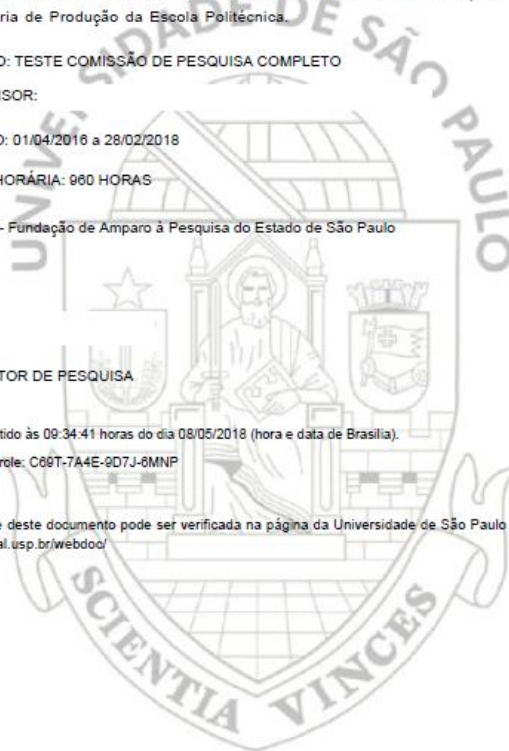 ria de Produção da Escola Politécnica.
O: TESTE COMISSÃO DE PESQUISA COMPLETO
ISOR:
O: 01/04/2016 a 28/02/2018
HORÁRIA: 960 HORAS
- Fundação de Amparo à Pesquisa do Estado de São Paulo
TOR DE PESQUISA
tido às 09:34:41 horas do dia 08/05/2018 (hora e data de Brasília).
role: C69T-7A4E-9D7J-6MNP
e deste documento pode ser verificada na página da Universidade de São Paulo
al.usp.br/webdoc/
UNIVERSIDADE DE SÃO PAULO
SCIENTIA VINCES